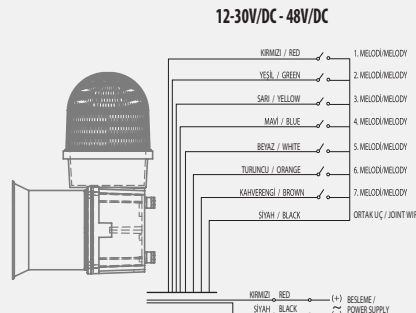 12-30V/DC - 48V/DC
KIRMIZI / RED 1. MELODİ/MELODY
YEŞİL / GREEN 2. MELODİ/MELODY
SARI / YELLOW 3. MELODİ/MELODY
MAVİ / BLUE 4. MELODİ/MELODY
BEYAZ / WHITE 5. MELODİ/MELODY
TURUNCU / ORANGE 6. MELODİ/MELODY
KAHVERENGİ / BROWN 7. MELODİ/MELODY
SİYAH / BLACK ORTAK UÇ / JOINT WIR
KIRMIZI RED (+) BESLEME /
SİYAH BLACK POWER SUPPLY